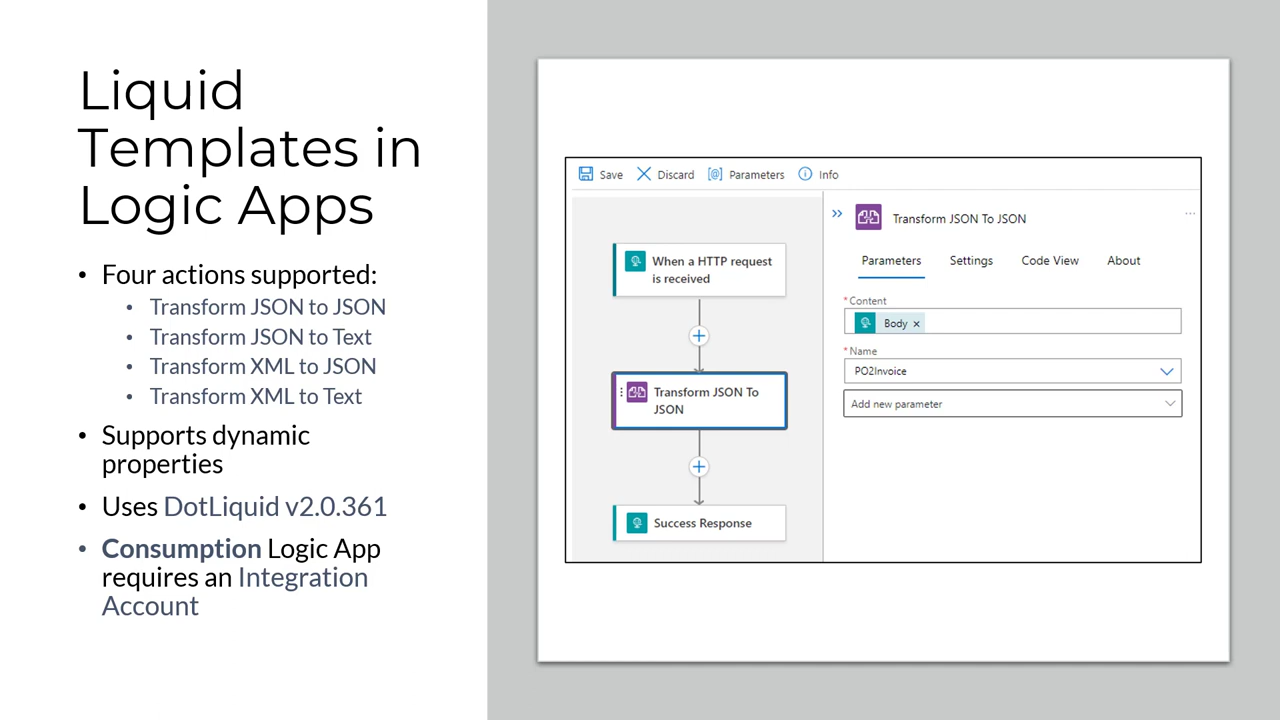 Liquid
Templates in
Logic Apps
• Four actions supported:
• Transform JSON to JSON
• Transform JSON to Text
• Transform XML to JSON
• Transform XML to Text
• Supports dynamic
properties
• Uses DotLiquid v2.0.361
• Consumption Logic App
requires an Integration
Account
Save Discard Parameters Info
When a HTTP request
is received
Transform JSON To
JSON
Success Response
Transform JSON To JSON
Parameters Settings Code View About
* Content
Body ×
* Name
PO2Invoice
Add new parameter